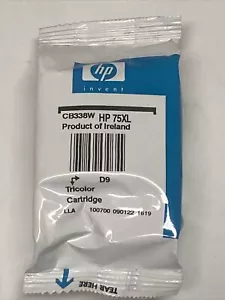 hp
invent
CB338W HP 75XL
Product of Ireland
D9
Tricolor
Cartridge
LLA 100700 090122 1619
TEAR HERE